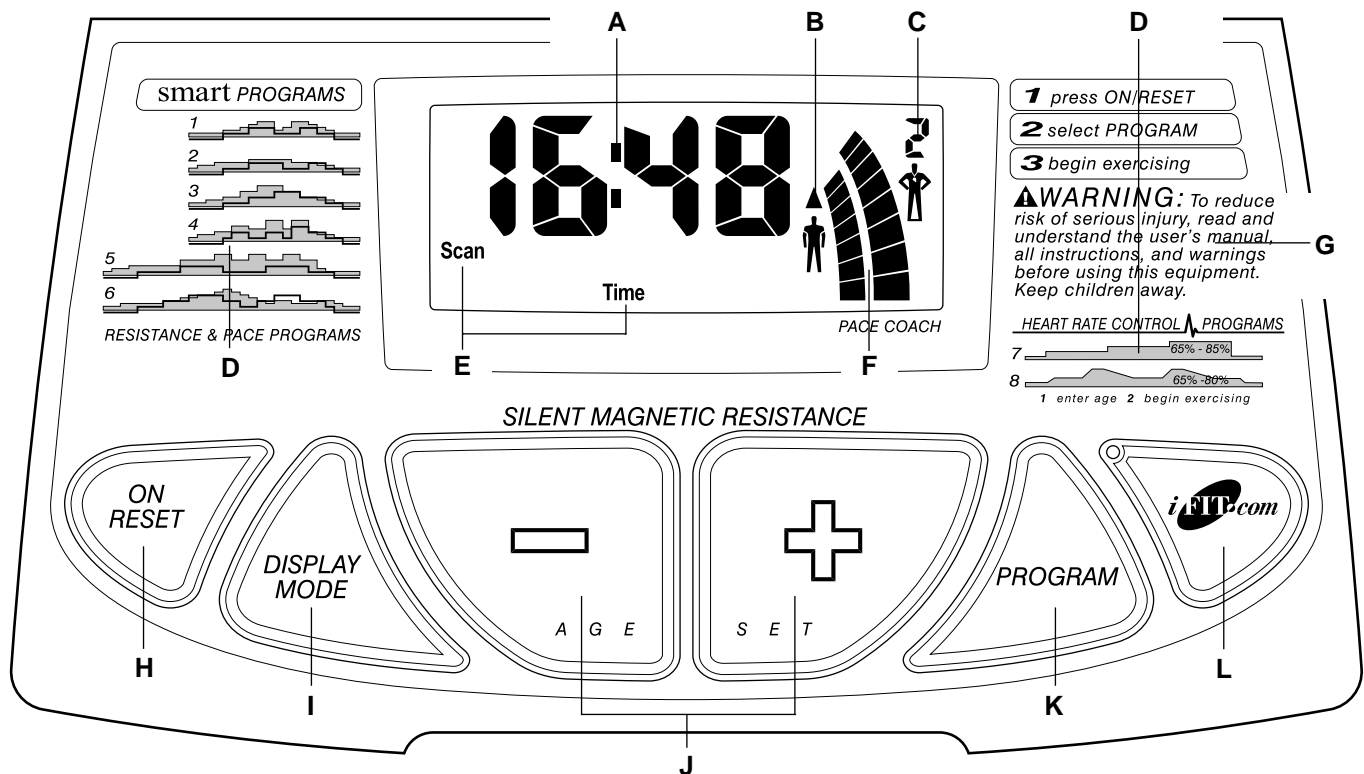 A B C D
smart PROGRAMS
1
2
3
4
5
6
RESISTANCE & PACE PROGRAMS
D
16:48
2
Scan
Time
PACE COACH
E
F
1 press ON/RESET
2 select PROGRAM
3 begin exercising
WARNING: To reduce
risk of serious injury, read and
understand the user's manual,
all instructions, and warnings
before using this equipment.
Keep children away.
G
HEART RATE CONTROL PROGRAMS
7 65% - 85%
8 65% -80%
1 enter age 2 begin exercising
SILENT MAGNETIC RESISTANCE
ON
RESET
DISPLAY
MODE
A G E
S E T
PROGRAM
iFIT.com
H
I
J
K
L